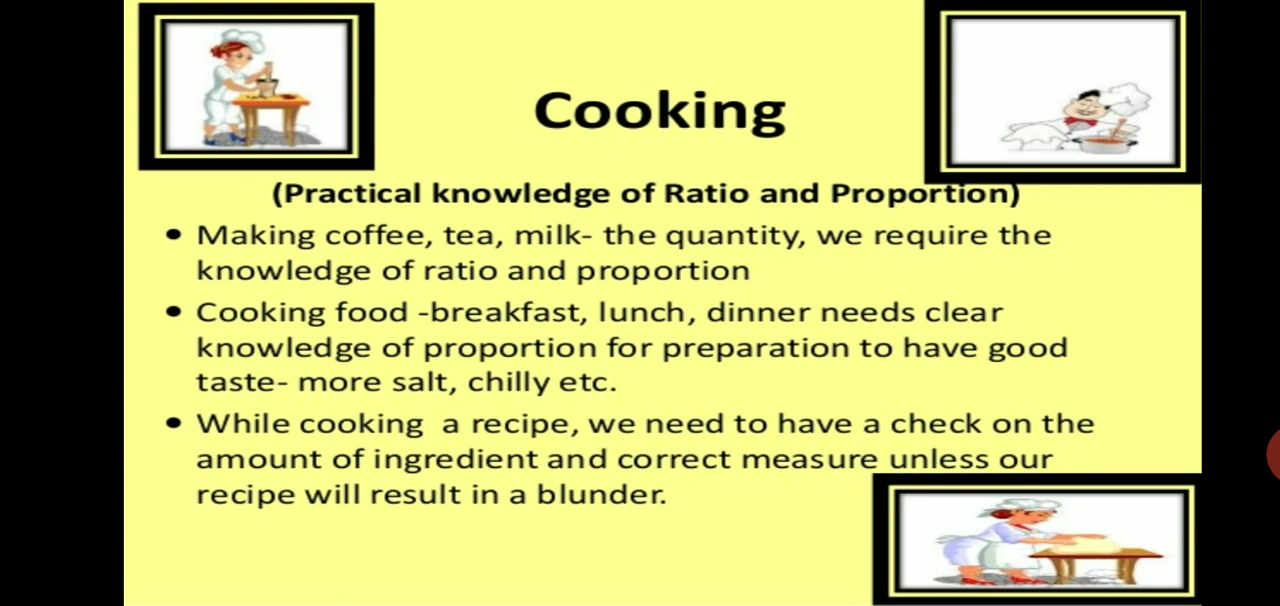 Cooking
(Practical knowledge of Ratio and Proportion)
• Making coffee, tea, milk- the quantity, we require the
knowledge of ratio and proportion
• Cooking food -breakfast, lunch, dinner needs clear
knowledge of proportion for preparation to have good
taste- more salt, chilly etc.
• While cooking  a recipe, we need to have a check on the
amount of ingredient and correct measure unless our
recipe will result in a blunder.